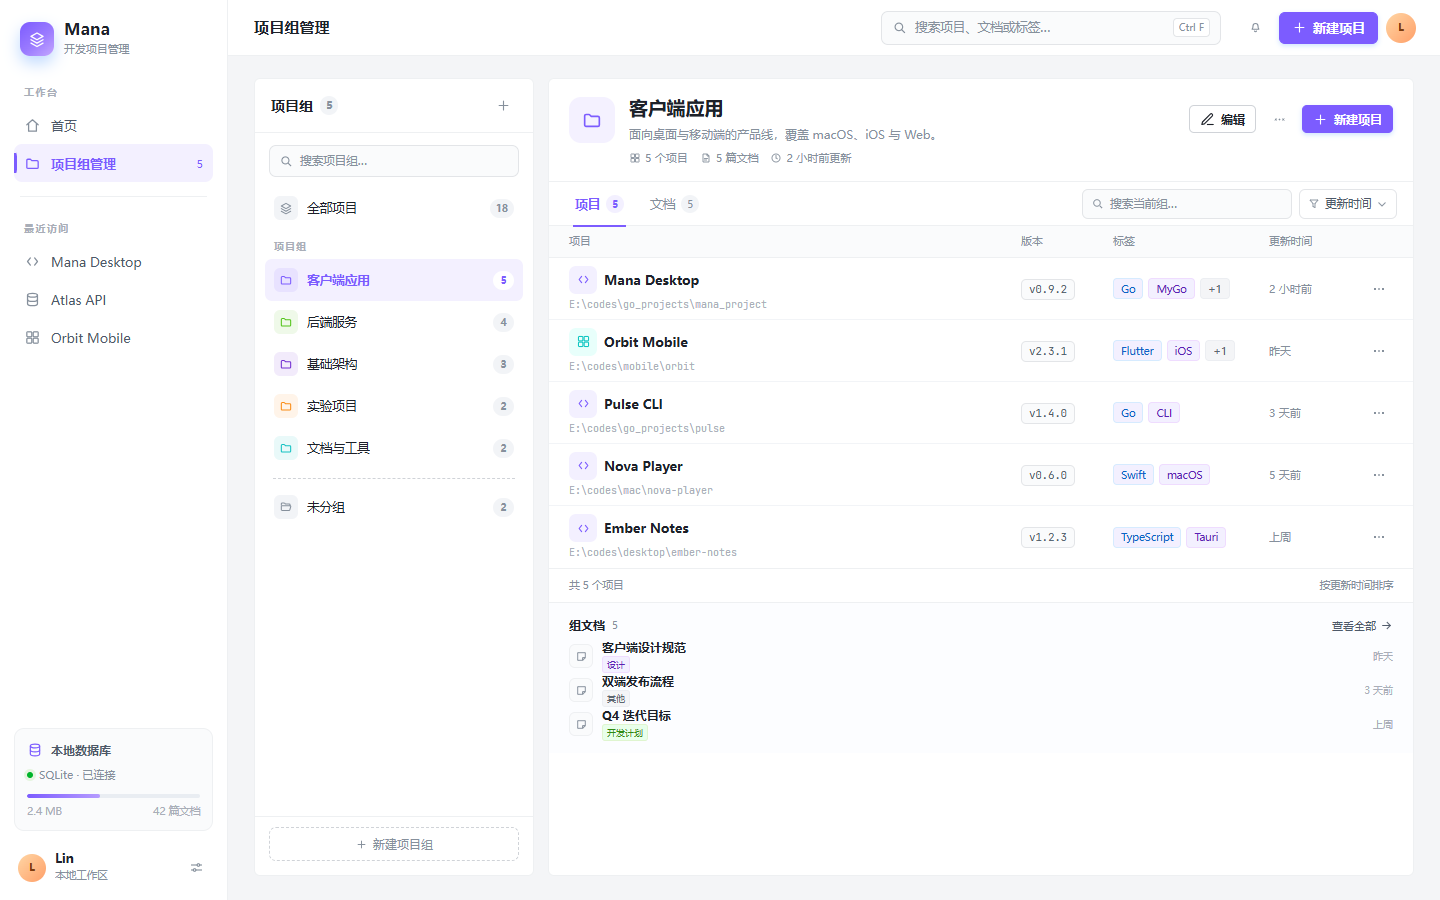 Mana
开发项目管理
工作台
首页
项目组管理 5
最近访问
Mana Desktop
Atlas API
Orbit Mobile
本地数据库
SQLite · 已连接
2.4 MB 42 篇文档
L
Lin
本地工作区
项目组管理
搜索项目、文档或标签... Ctrl F
新建项目
L
项目组 5
搜索项目组...
全部项目 18
项目组
客户端应用 5
后端服务 4
基础架构 3
实验项目 2
文档与工具 2
未分组 2
新建项目组
客户端应用
面向桌面与移动端的产品线，覆盖 macOS、iOS 与 Web。
5 个项目 5 篇文档 2 小时前更新
编辑
新建项目
项目 5 文档 5
搜索当前组...
更新时间
项目 版本 标签 更新时间
Mana Desktop
E:\codes\go_projects\mana_project
v0.9.2 Go MyGo +1 2 小时前
Orbit Mobile
E:\codes\mobile\orbit
v2.3.1 Flutter iOS +1 昨天
Pulse CLI
E:\codes\go_projects\pulse
v1.4.0 Go CLI 3 天前
Nova Player
E:\codes\mac\nova-player
v0.6.0 Swift macOS 5 天前
Ember Notes
E:\codes\desktop\ember-notes
v1.2.3 TypeScript Tauri 上周
共 5 个项目 按更新时间排序
组文档 5 查看全部
客户端设计规范
设计
昨天
双端发布流程
其他
3 天前
Q4 迭代目标
开发计划
上周